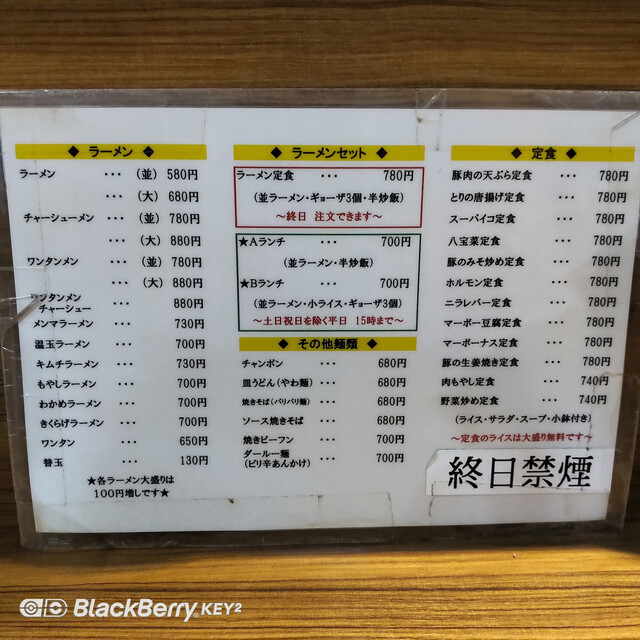 ◆ ラーメン ◆
ラーメン ・・・ （並） 580円
・・・ （大） 680円
チャーシューメン ・・・ （並） 780円
・・・ （大） 880円
ワンタンメン ・・・ （並） 780円
・・・ （大） 880円
ワンタンメン
チャーシュー ・・・ 880円
メンマラーメン ・・・ 730円
温玉ラーメン ・・・ 700円
キムチラーメン ・・・ 730円
もやしラーメン ・・・ 700円
わかめラーメン ・・・ 700円
きくらげラーメン ・・・ 700円
ワンタン ・・・ 650円
替玉 ・・・ 130円
★各ラーメン大盛りは
100円増しです★
◆ ラーメンセット ◆
ラーメン定食 ・・・ 780円
（並ラーメン・ギョーザ3個・半炒飯）
～終日 注文できます～
★Aランチ ・・・ 700円
（並ラーメン・半炒飯）
★Bランチ ・・・ 700円
（並ラーメン・小ライス・ギョーザ3個）
～土日祝日を除く平日 15時まで～
◆ その他麺類 ◆
チャンポン ・・・ 680円
皿うどん（やわ麺） ・・・ 680円
焼きそば（パリパリ麺） ・・・ 680円
ソース焼きそば ・・・ 680円
焼きビーフン ・・・ 680円
ダールー麺
（ピリ辛あんかけ） ・・・ 680円
◆ 定食 ◆
豚肉の天ぷら定食 ・・・ 780円
とりの唐揚げ定食 ・・・ 780円
スーパイコ定食 ・・・ 780円
八宝菜定食 ・・・ 780円
豚のみそ炒め定食 ・・・ 780円
ホルモン定食 ・・・ 780円
ニラレバー定食 ・・・ 780円
マーボー豆腐定食 ・・・ 780円
マーボーナス定食 ・・・ 780円
豚の生姜焼き定食 ・・・ 780円
肉もやし定食 ・・・ 740円
野菜炒め定食 ・・・ 740円
（ライス・サラダ・スープ・小鉢付き）
～定食のライスは大盛り無料です～
終日禁煙
BlackBerry KEY2